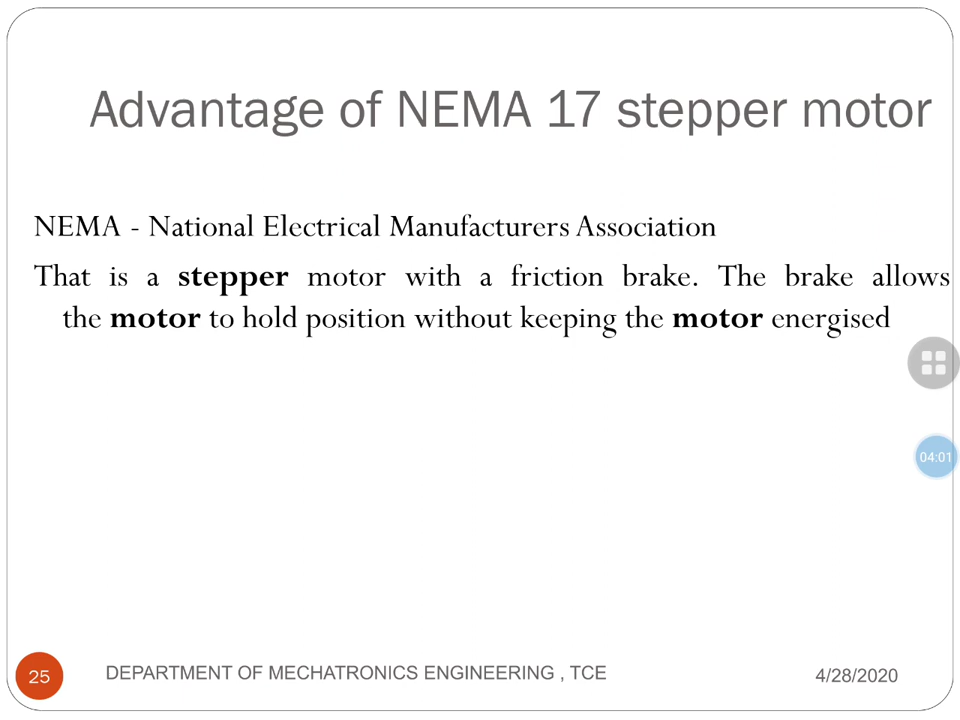 Advantage of NEMA 17 stepper motor
NEMA - National Electrical Manufacturers Association
That is a stepper motor with a friction brake. The brake allows
the motor to hold position without keeping the motor energised
04:01
25
DEPARTMENT OF MECHATRONICS ENGINEERING , TCE
4/28/2020